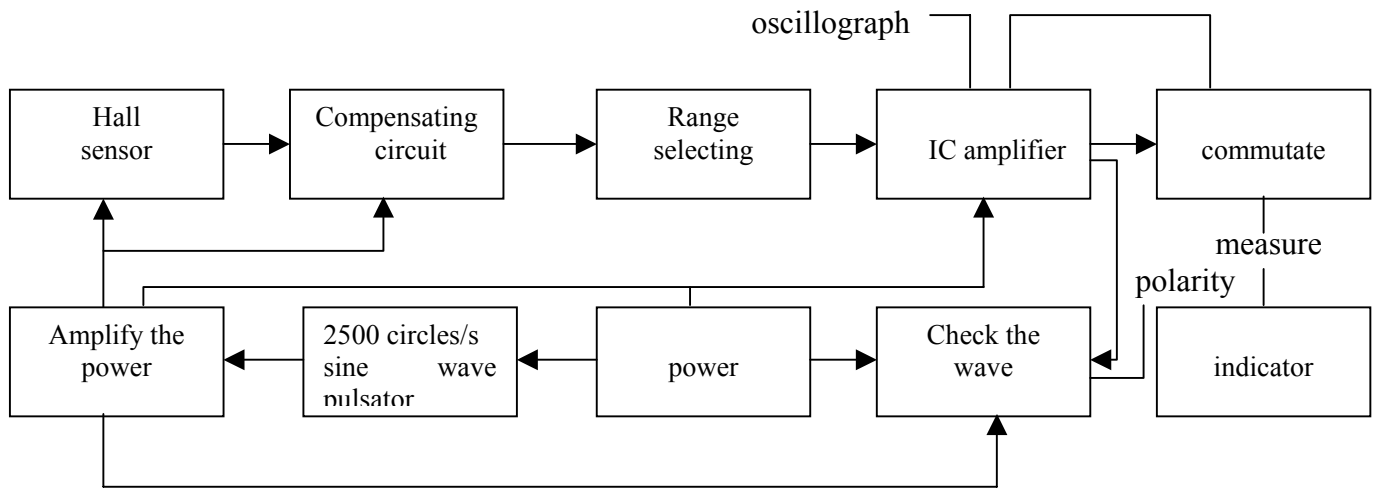 oscillograph
Hall
sensor
Compensating
circuit
Range
selecting
IC amplifier
commutate
measure
polarity
Amplify the
power
2500 circles/s
sine wave
pulsator
power
Check the
wave
indicator